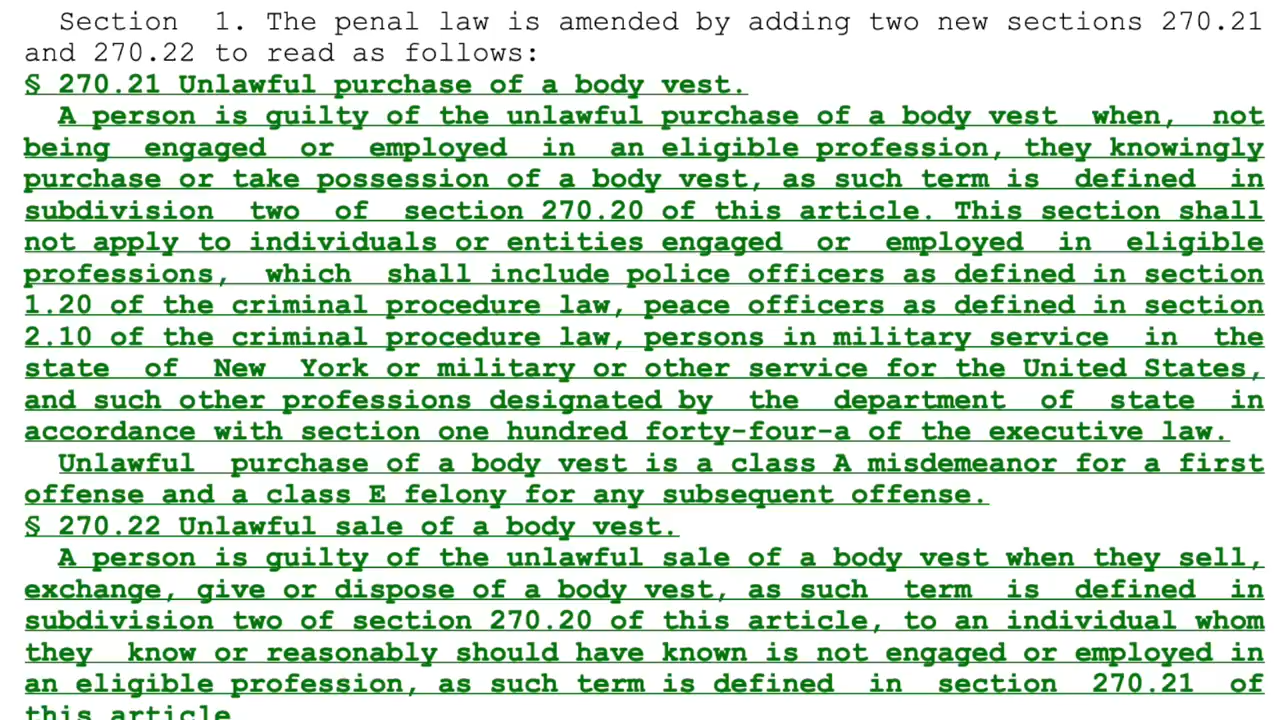 Section 1. The penal law is amended by adding two new sections 270.21
and 270.22 to read as follows:
§ 270.21 Unlawful purchase of a body vest.
A person is guilty of the unlawful purchase of a body vest when, not
being engaged or employed in an eligible profession, they knowingly
purchase or take possession of a body vest, as such term is defined in
subdivision two of section 270.20 of this article. This section shall
not apply to individuals or entities engaged or employed in eligible
professions, which shall include police officers as defined in section
1.20 of the criminal procedure law, peace officers as defined in section
2.10 of the criminal procedure law, persons in military service in the
state of New York or military or other service for the United States,
and such other professions designated by the department of state in
accordance with section one hundred forty-four-a of the executive law.
Unlawful purchase of a body vest is a class A misdemeanor for a first
offense and a class E felony for any subsequent offense.
§ 270.22 Unlawful sale of a body vest.
A person is guilty of the unlawful sale of a body vest when they sell,
exchange, give or dispose of a body vest, as such term is defined in
subdivision two of section 270.20 of this article, to an individual whom
they know or reasonably should have known is not engaged or employed in
an eligible profession, as such term is defined in section 270.21 of
this article